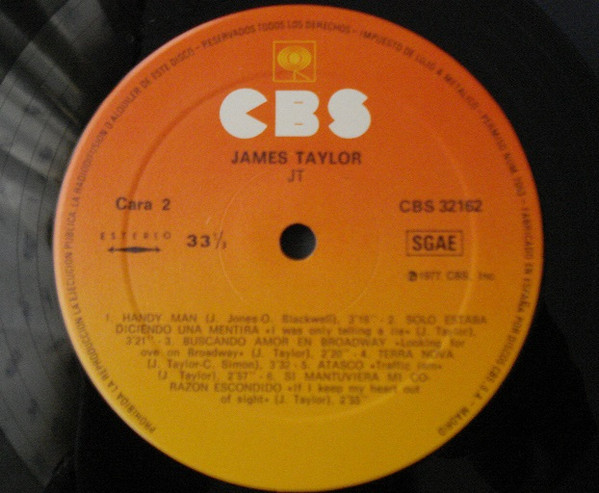 CBS
JAMES TAYLOR
JT
Cara 2
CBS 32162
ESTEREO
33⅓
SGAE
℗1977 CBS, Inc.
1. HANDY MAN (J. Jones-O. Blackwell), 3'16" - 2. SOLO ESTABA
DICIENDO UNA MENTIRA «I was only telling a lie» (J. Taylor),
3'21" - 3. BUSCANDO AMOR EN BROADWAY «Looking for
love on Broadway» (J. Taylor), 2'20" - 4. TERRA NOVA
(J. Taylor-C. Simon), 3'32 - 5. ATASCO «Traffic Jam»
(J. Taylor), 2'57" - 6. SI MANTUVIERA MI CO-
RAZON ESCONDIDO «If I keep my heart out
of sight» (J. Taylor), 2'55"
PROHIBIDA LA REPRODUCCION, LA EJECUCION PUBLICA, LA RADIODIFUSION O ALQUILER DE ESTE DISCO - RESERVADOS TODOS LOS DERECHOS - IMPUESTO DE LUJO A METALICO - PERMISO NUM. - FABRICADO EN ESPAÑA POR DISCOS CBS, S.A. - MADRID